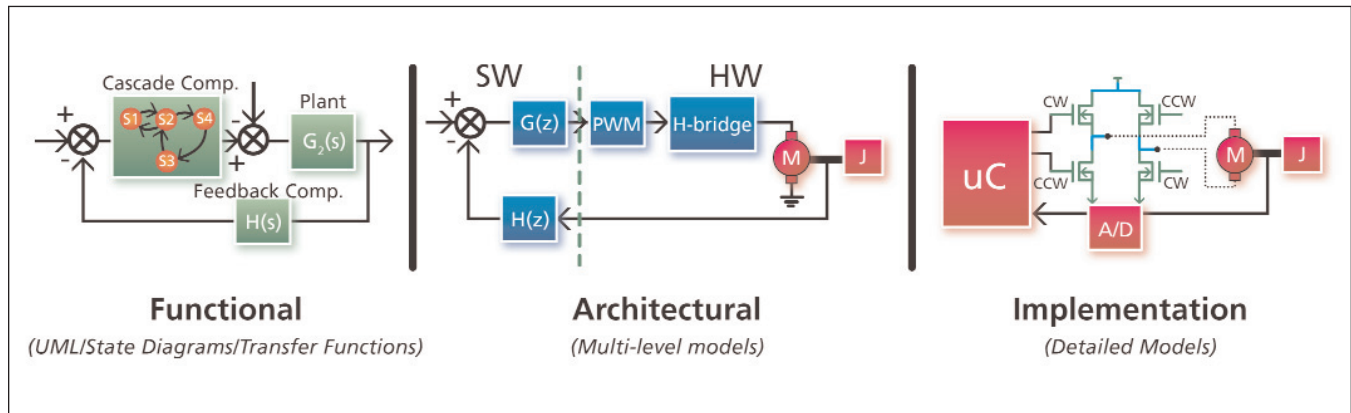 Cascade Comp.
+
-
S1
S2
S4
S3
-
+
Plant
G₂(s)
Feedback Comp.
H(s)
Functional
(UML/State Diagrams/Transfer Functions)
SW
HW
+
-
G(z)
PWM
H-bridge
M
J
H(z)
Architectural
(Multi-level models)
uC
CW
CCW
CCW
CW
M
J
A/D
Implementation
(Detailed Models)